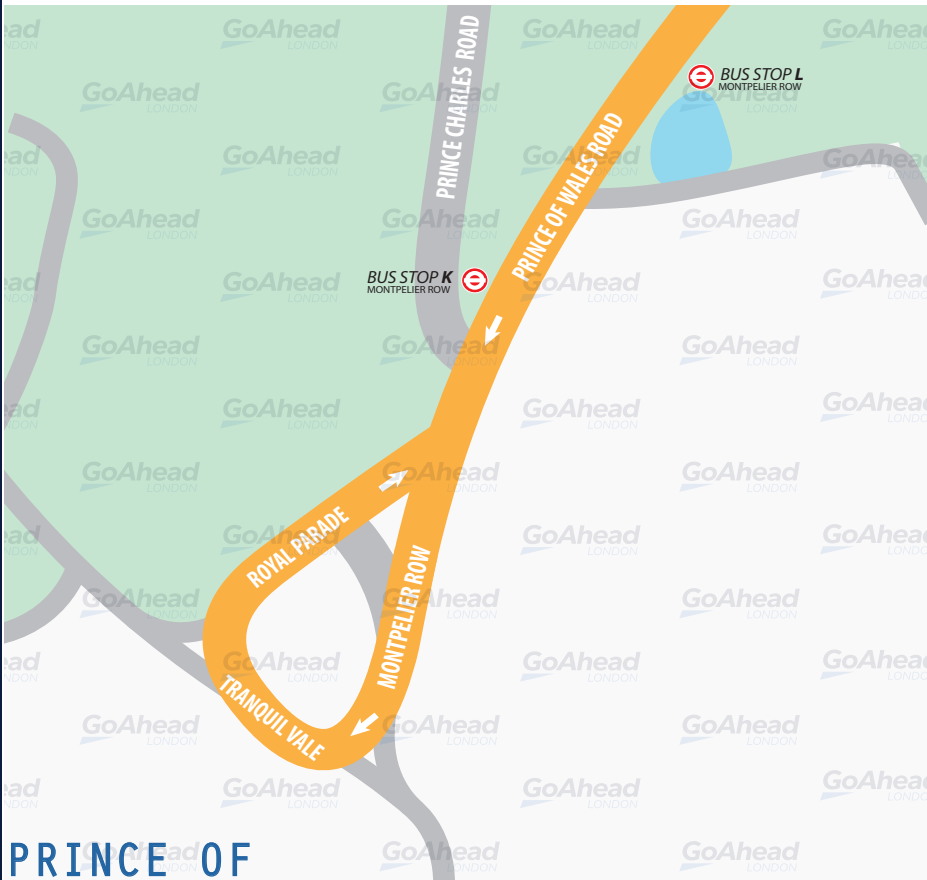 PRINCE CHARLES ROAD
BUS STOP L
MONTPELIER ROW
PRINCE OF WALES ROAD
BUS STOP K
MONTPELIER ROW
ROYAL PARADE
MONTPELIER ROW
TRANQUIL VALE
PRINCE OF
GoAhead
LONDON